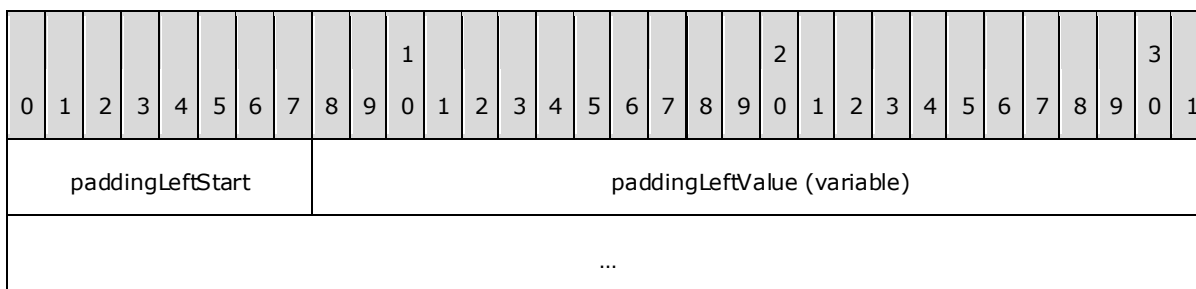 1 2 3
0 1 2 3 4 5 6 7 8 9 0 1 2 3 4 5 6 7 8 9 0 1 2 3 4 5 6 7 8 9 0 1
paddingLeftStart paddingLeftValue (variable)
...